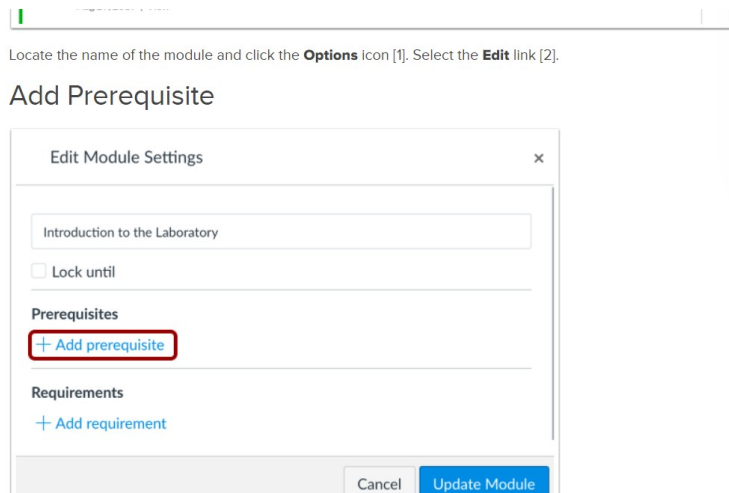 Locate the name of the module and click the Options icon [1]. Select the Edit link [2].
Add Prerequisite
Edit Module Settings ×
Introduction to the Laboratory
Lock until
Prerequisites
+ Add prerequisite
Requirements
+ Add requirement
Cancel Update Module